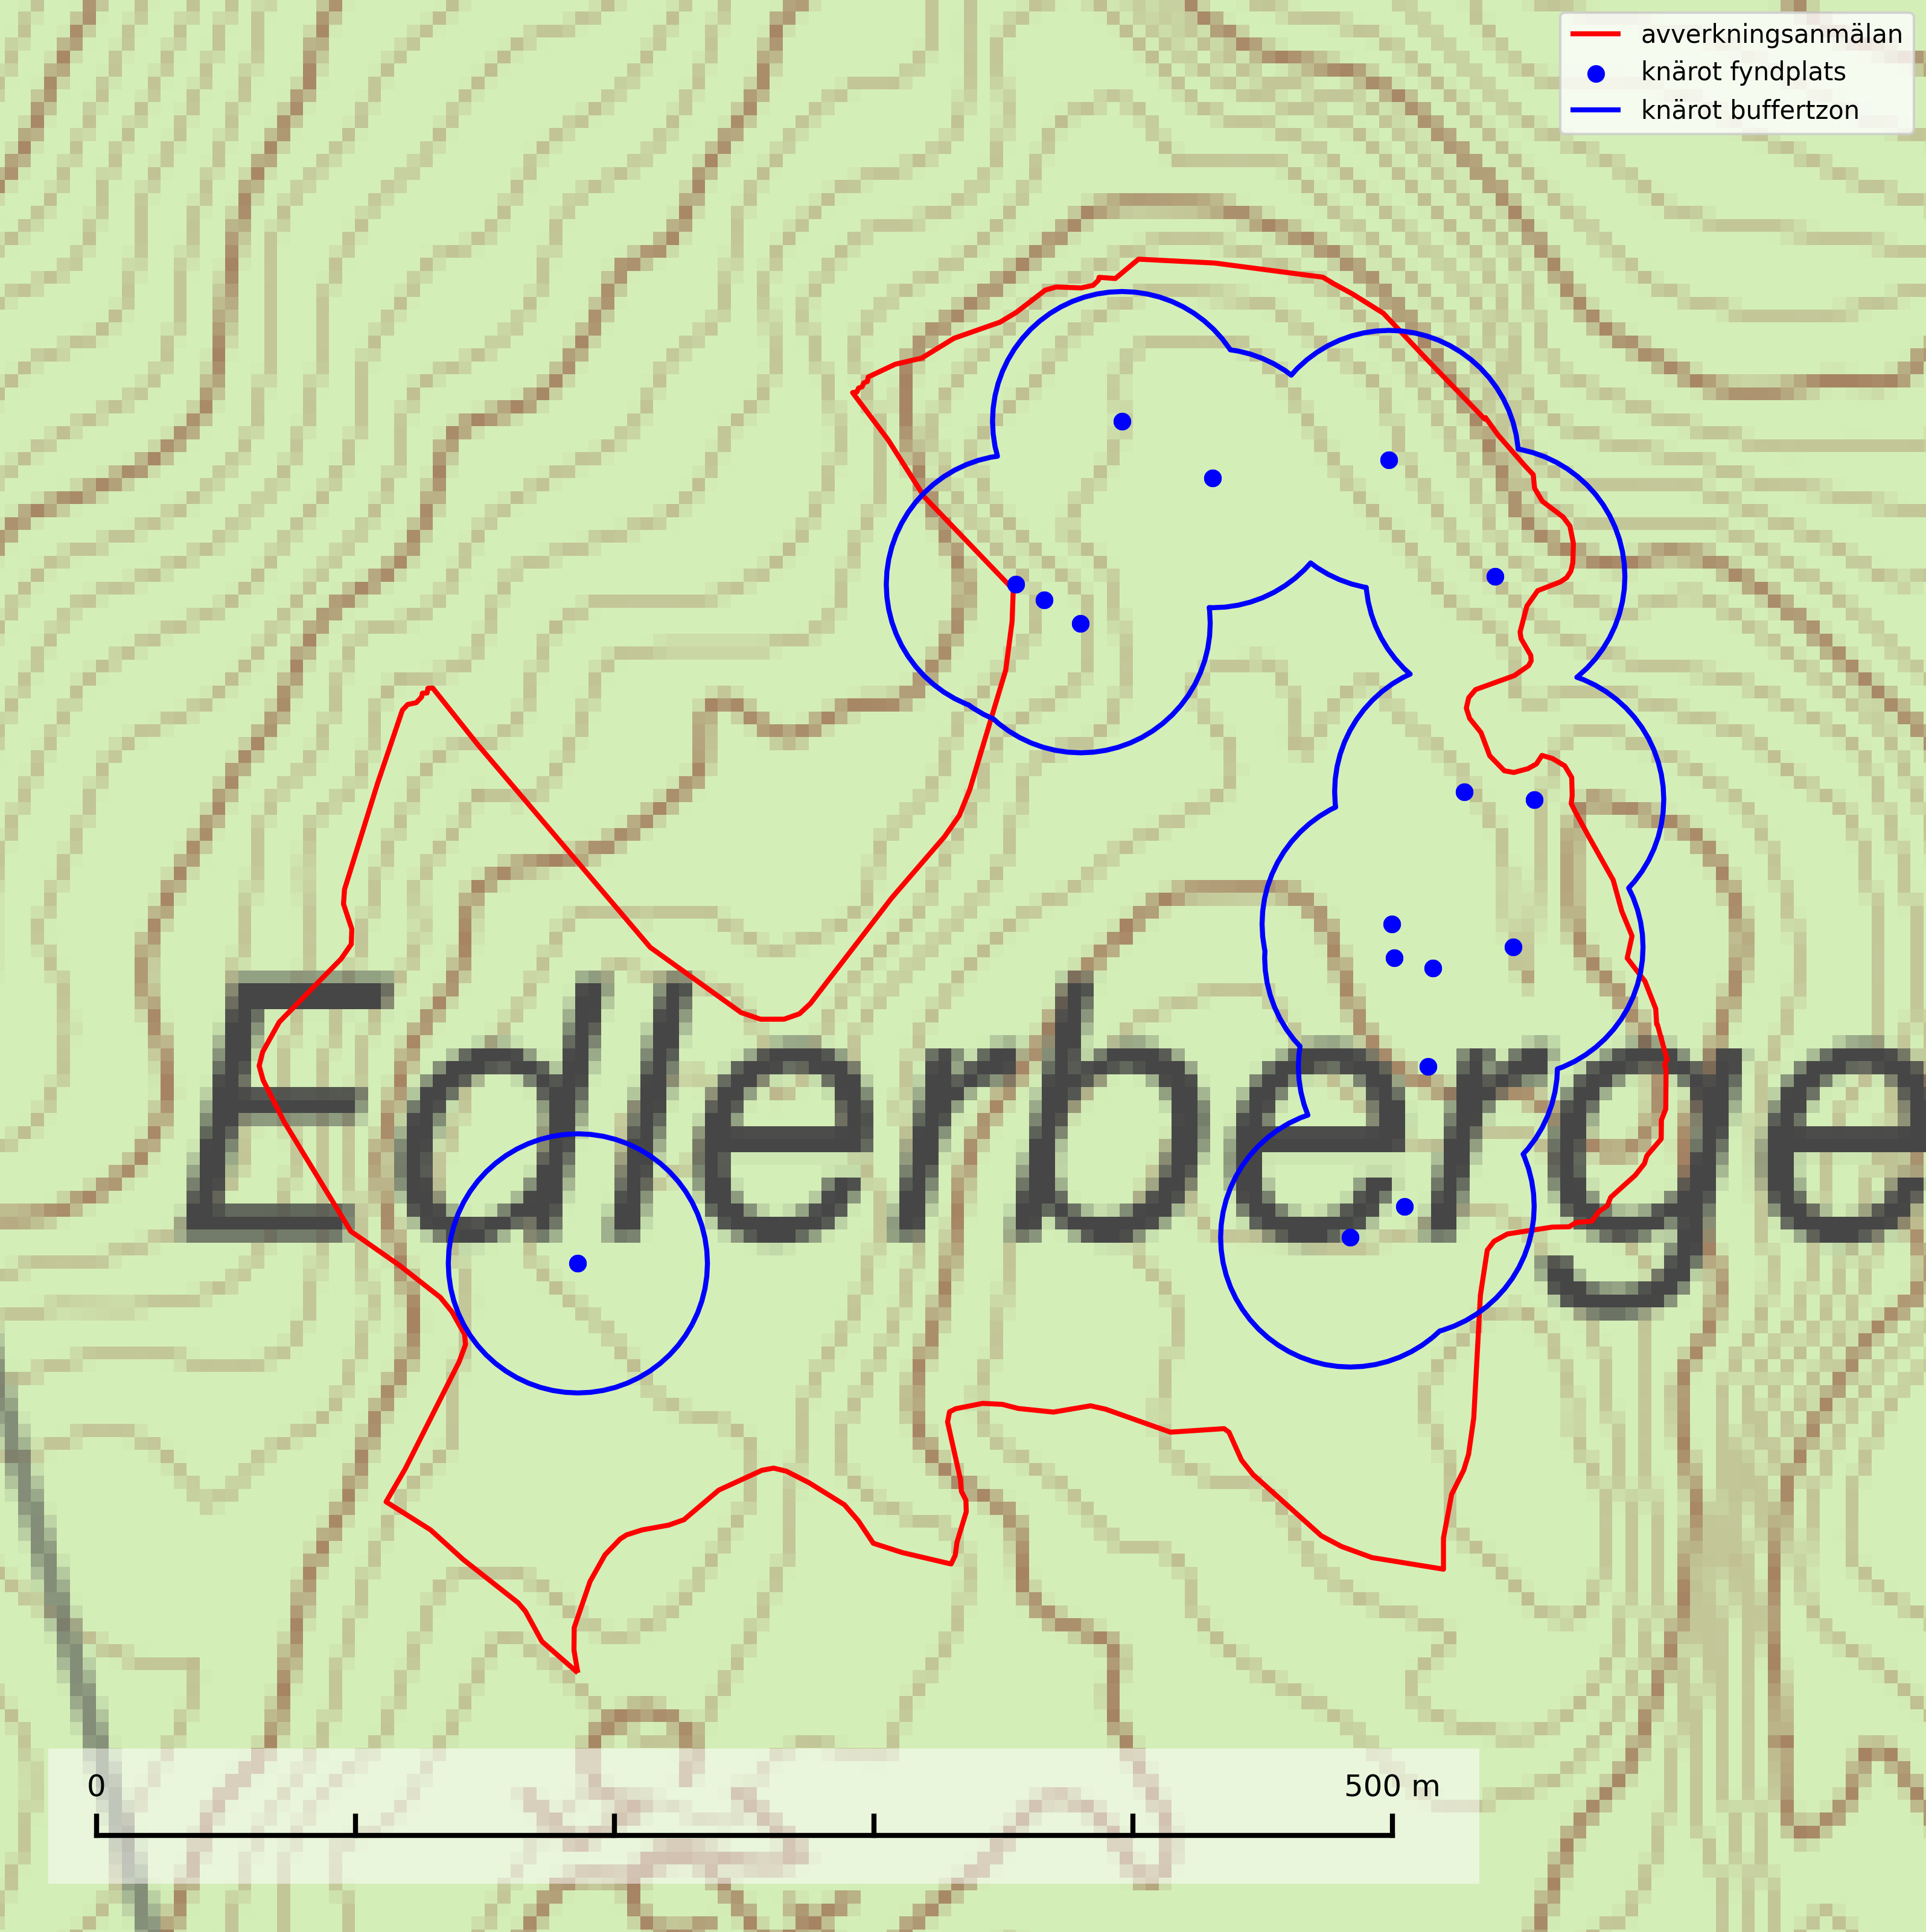 avverkningsanmälan
knärot fyndplats
knärot buffertzon
Edlerberge
0 500 m